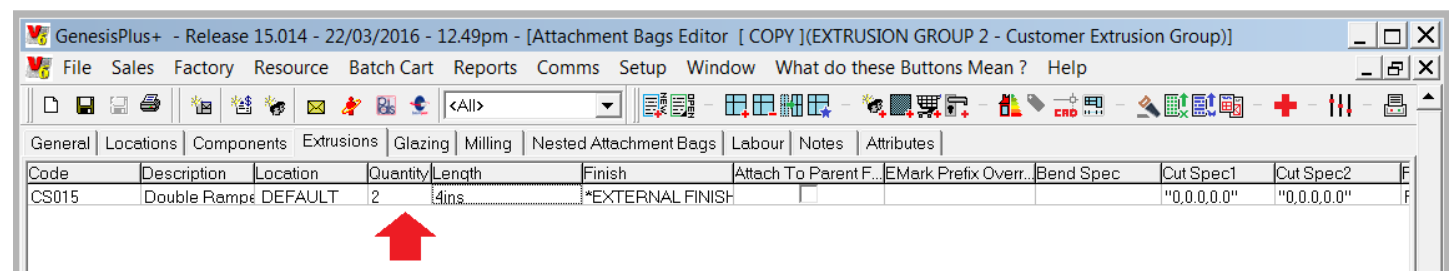 GenesisPlus+ - Release 15.014 - 22/03/2016 - 12.49pm - [Attachment Bags Editor [ COPY ](EXTRUSION GROUP 2 - Customer Extrusion Group)]
File Sales Factory Resource Batch Cart Reports Comms Setup Window What do these Buttons Mean ? Help
<All> CAD
General Locations Components Extrusions Glazing Milling Nested Attachment Bags Labour Notes Attributes
Code Description Location Quantity Length Finish Attach To Parent F... EMark Prefix Overr... Bend Spec Cut Spec1 Cut Spec2 F
CS015 Double Rampe DEFAULT 2 4ins *EXTERNAL FINISH "0,0.0,0.0" "0,0.0,0.0" F